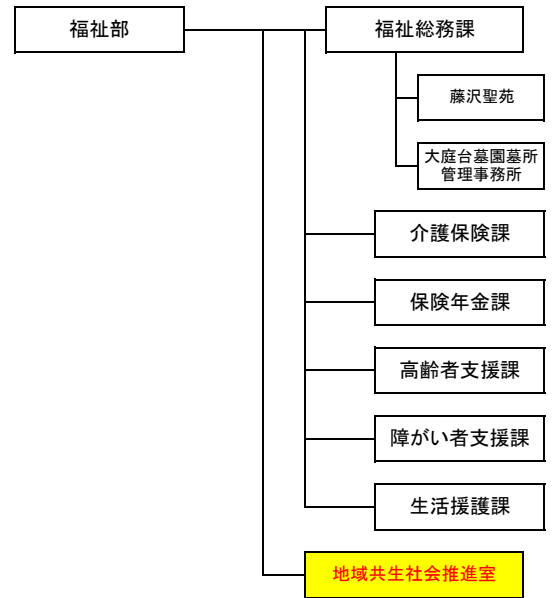 福祉部
福祉総務課
藤沢聖苑
大庭台墓園墓所
管理事務所
介護保険課
保険年金課
高齢者支援課
障がい者支援課
生活援護課
地域共生社会推進室